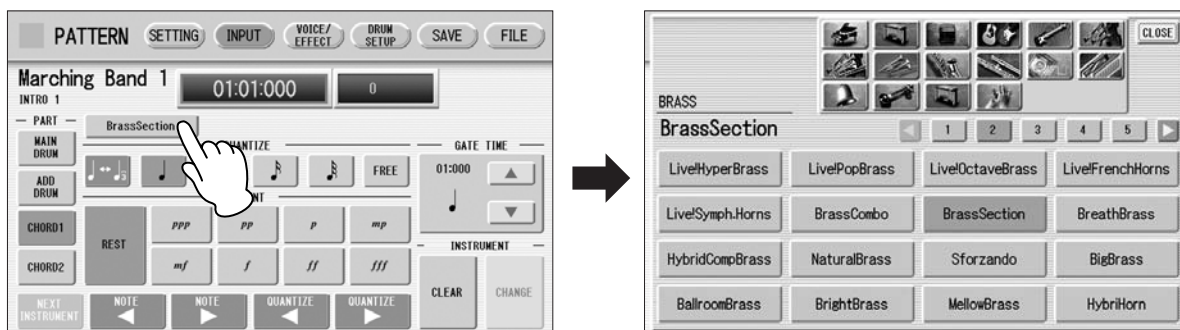 PATTERN SETTING INPUT VOICE/EFFECT DRUM SETUP SAVE FILE
Marching Band 1 01:01:000 0
INTRO 1
PART
BrassSection
QUANTIZE GATE TIME
MAIN DRUM
FREE 01:000
ADD DRUM
CHORD1 REST ppp pp p mp
INSTRUMENT
CHORD2 mf f ff fff
CLEAR CHANGE
NEXT INSTRUMENT NOTE NOTE QUANTIZE QUANTIZE
CLOSE
BRASS
BrassSection 1 2 3 4 5
Live!HyperBrass Live!PopBrass Live!OctaveBrass Live!FrenchHorns
Live!Symph.Horns BrassCombo BrassSection BreathBrass
HybridCompBrass NaturalBrass Sforzando BigBrass
BallroomBrass BrightBrass MellowBrass HybriHorn